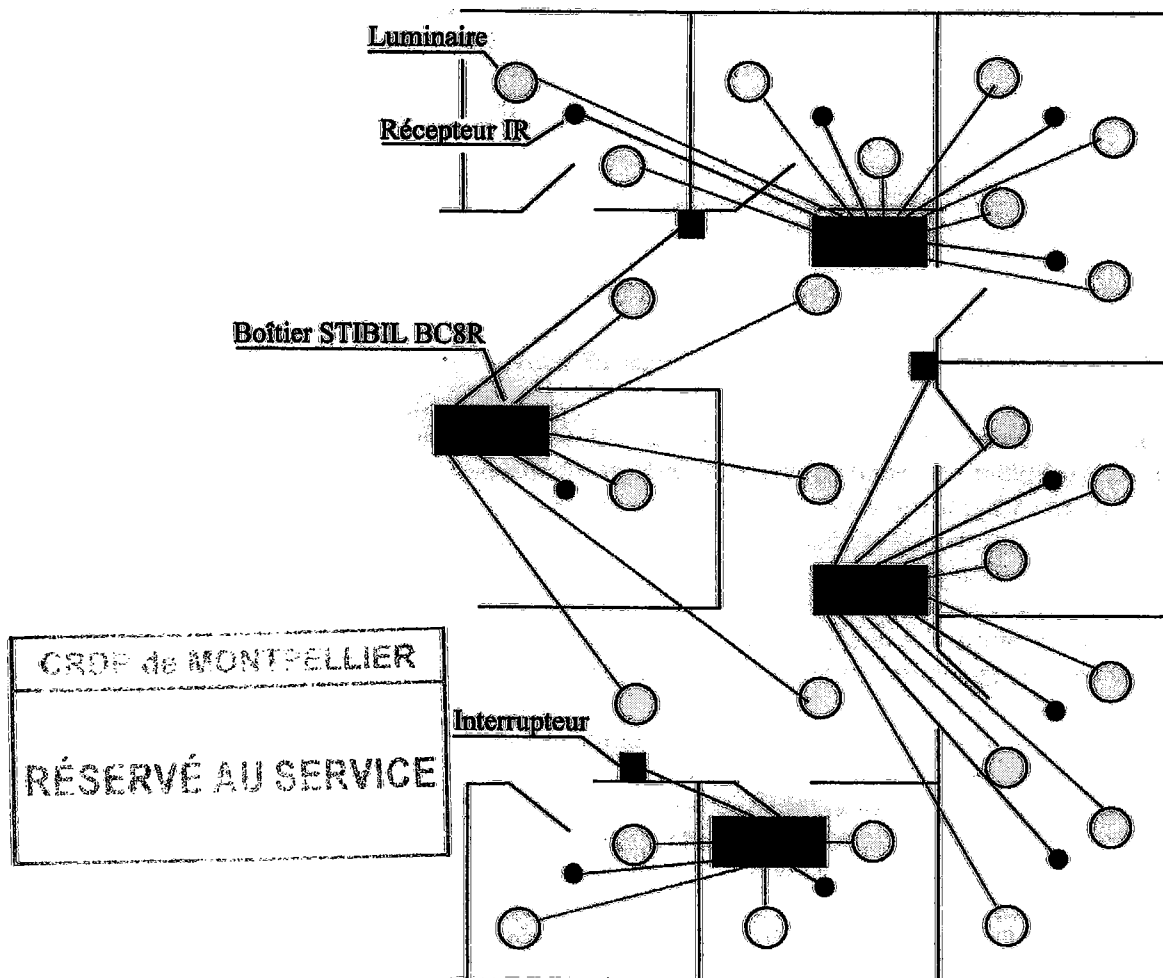 Luminaire
Récepteur IR
Boîtier STIBIL BC8R
CRDP de MONTPELLIER
RÉSERVÉ AU SERVICE
Interrupteur